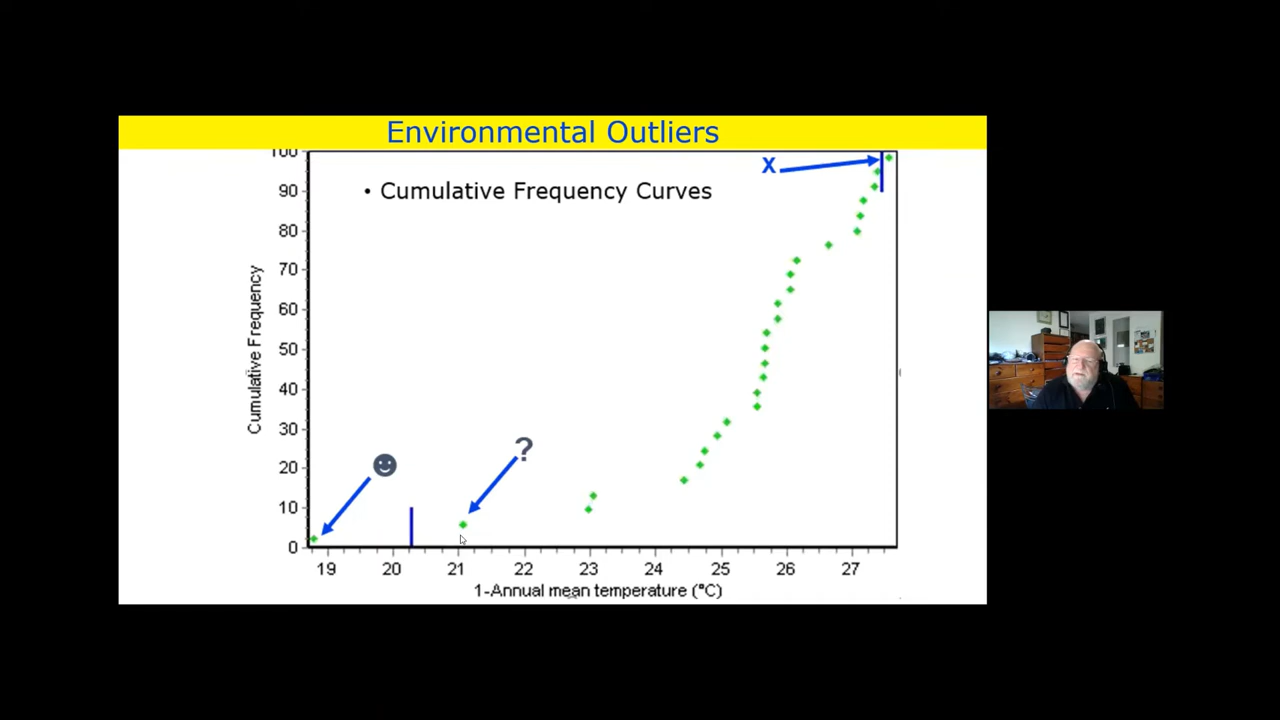 Environmental Outliers
• Cumulative Frequency Curves
X
?
Cumulative Frequency
100
90
80
70
60
50
40
30
20
10
0
19 20 21 22 23 24 25 26 27
1-Annual mean temperature (°C)